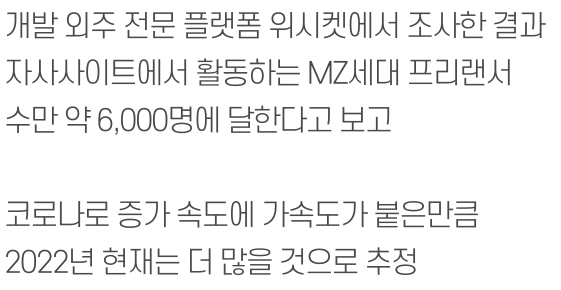 개발 외주 전문 플랫폼 위시켓에서 조사한 결과
자사사이트에서 활동하는 MZ세대 프리랜서
수만 약 6,000명에 달한다고 보고
코로나로 증가 속도에 가속도가 붙은만큼
2022년 현재는 더 많을 것으로 추정